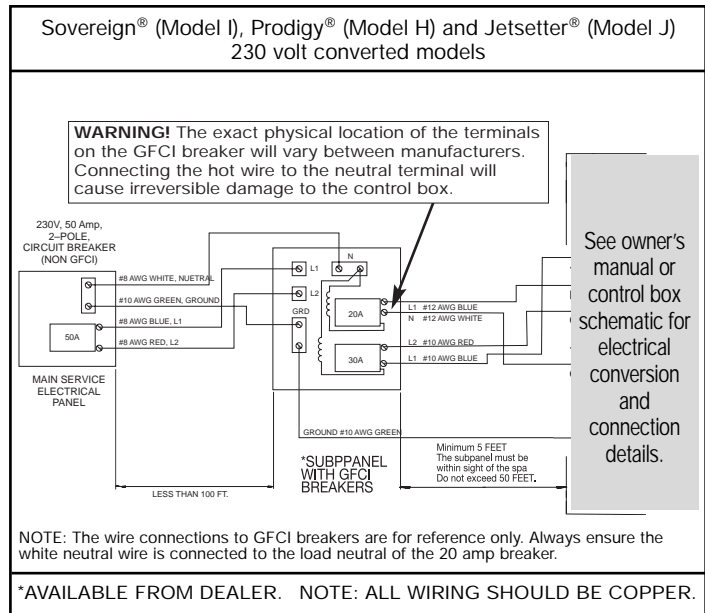 Sovereign® (Model I), Prodigy® (Model H) and Jetsetter® (Model J)
230 volt converted models
WARNING! The exact physical location of the terminals
on the GFCI breaker will vary between manufacturers.
Connecting the hot wire to the neutral terminal will
cause irreversible damage to the control box.
230V, 50 Amp,
2–POLE,
CIRCUIT BREAKER
(NON GFCI)
#8 AWG WHITE, NUETRAL
#10 AWG GREEN, GROUND
#8 AWG BLUE, L1
#8 AWG RED, L2
50A
MAIN SERVICE
ELECTRICAL
PANEL
N
L1
L2
GRD
20A
30A
L1 #12 AWG BLUE
N #12 AWG WHITE
L2 #10 AWG RED
L1 #10 AWG BLUE
GROUND #10 AWG GREEN
See owner's
manual or
control box
schematic for
electrical
conversion
and
connection
details.
LESS THAN 100 FT.
*SUBPPANEL
WITH GFCI
BREAKERS
Minimum 5 FEET
The subpanel must be
within sight of the spa
Do not exceed 50 FEET.
NOTE: The wire connections to GFCI breakers are for reference only. Always ensure the
white neutral wire is connected to the load neutral of the 20 amp breaker.
*AVAILABLE FROM DEALER. NOTE: ALL WIRING SHOULD BE COPPER.